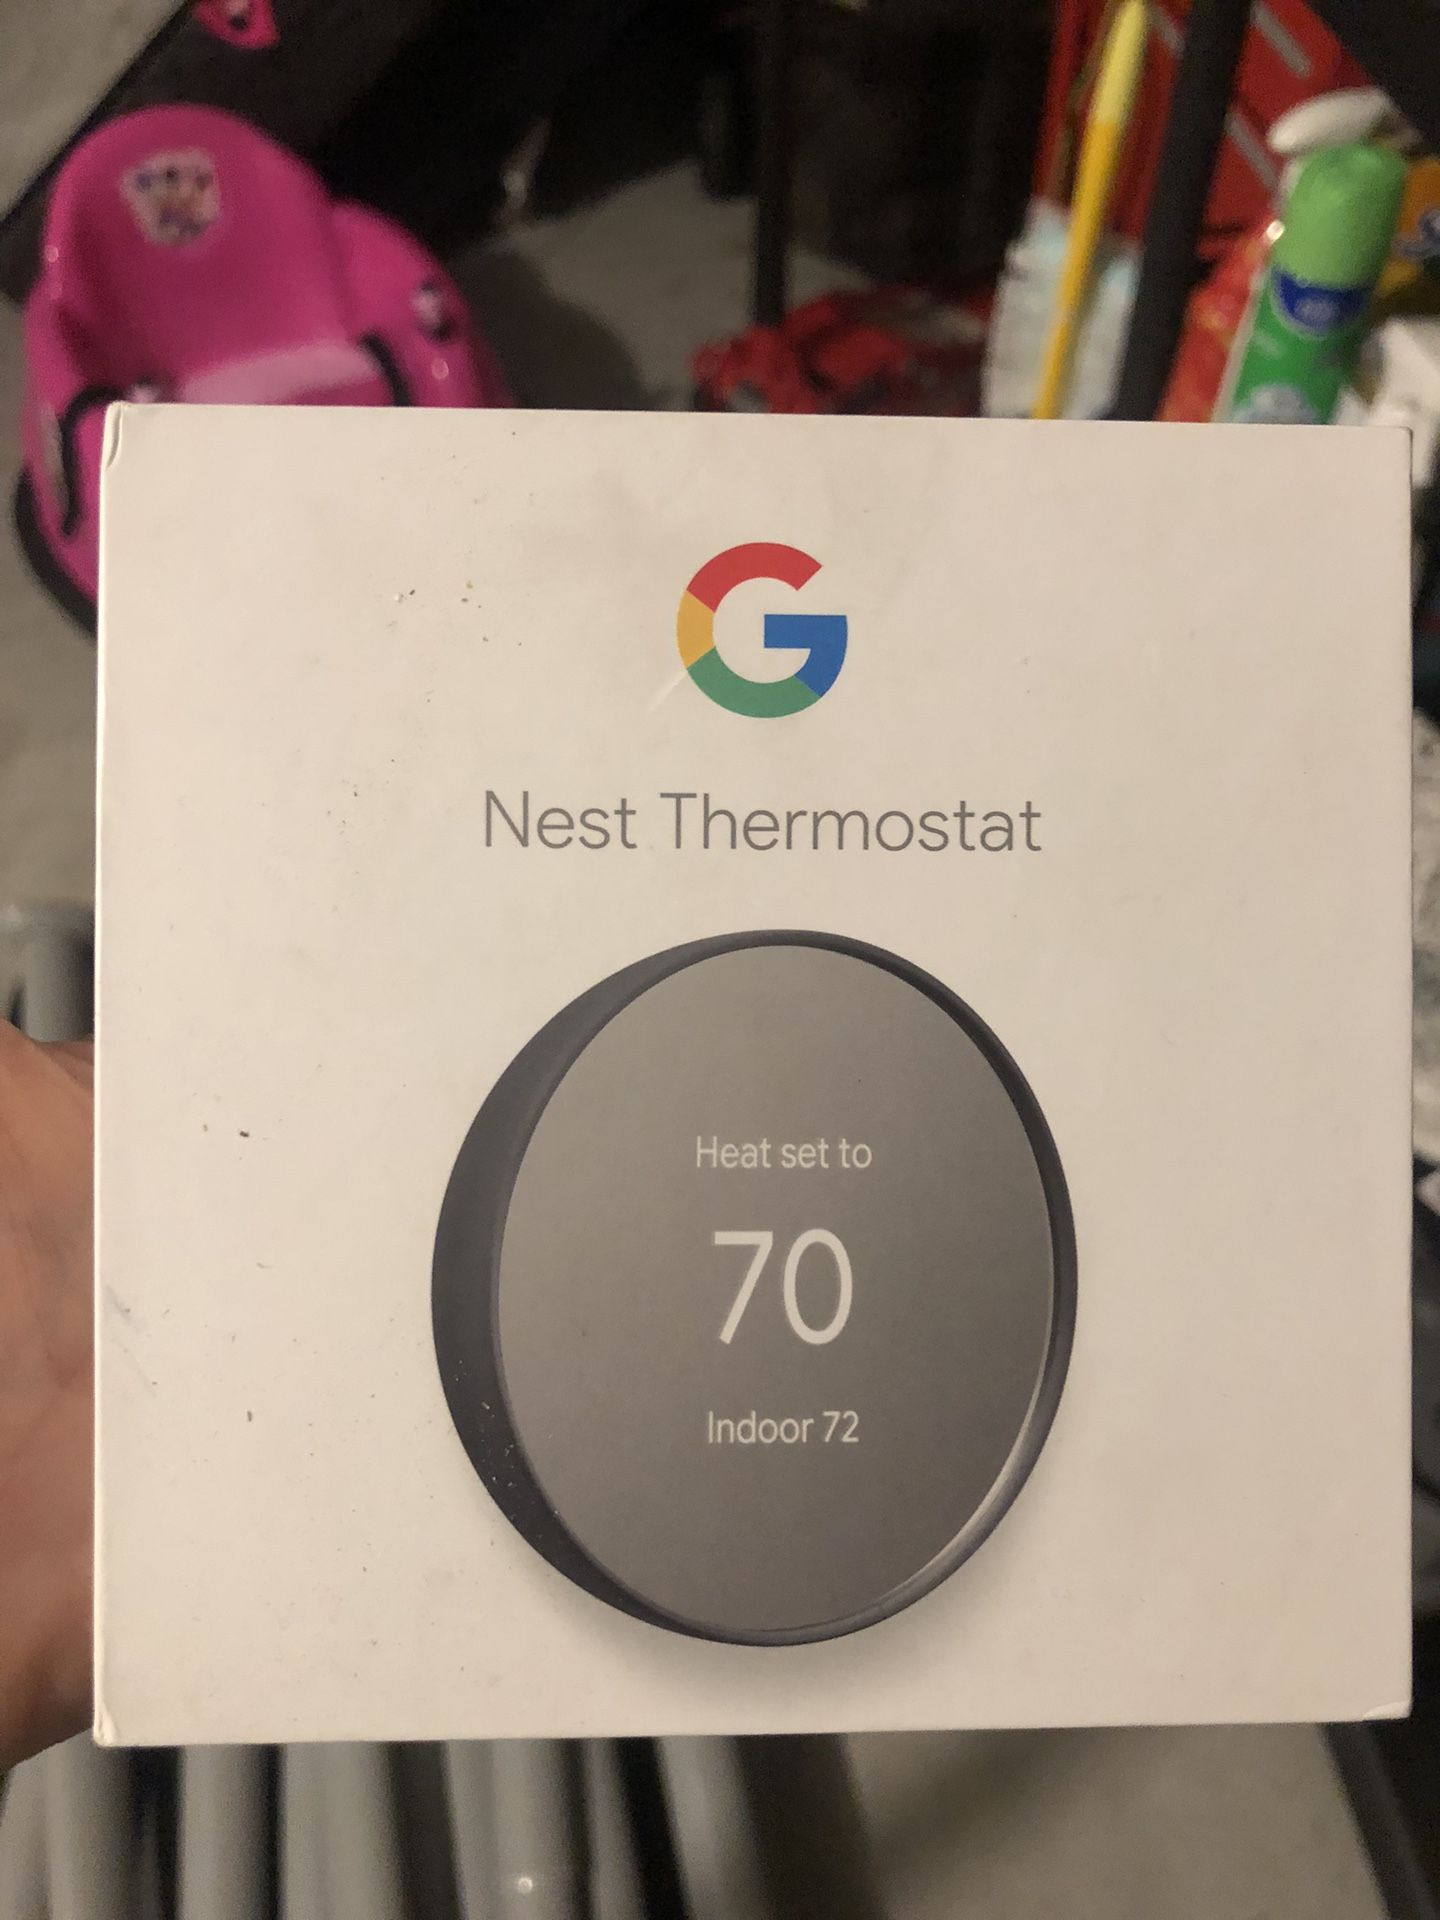 Nest Thermostat
Heat set to
70
Indoor 72